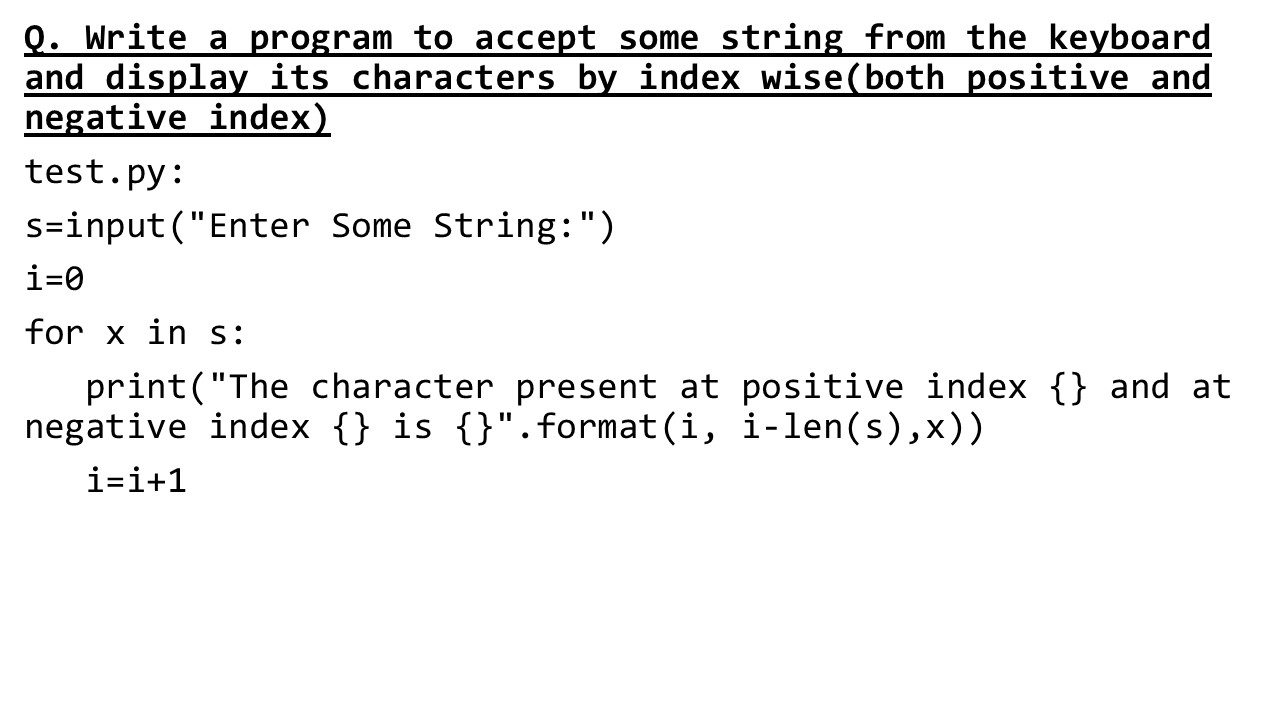 Q. Write a program to accept some string from the keyboard
and display its characters by index wise(both positive and
negative index)
test.py:
s=input("Enter Some String:")
i=0
for x in s:
   print("The character present at positive index {} and at
negative index {} is {}".format(i, i-len(s),x))
   i=i+1